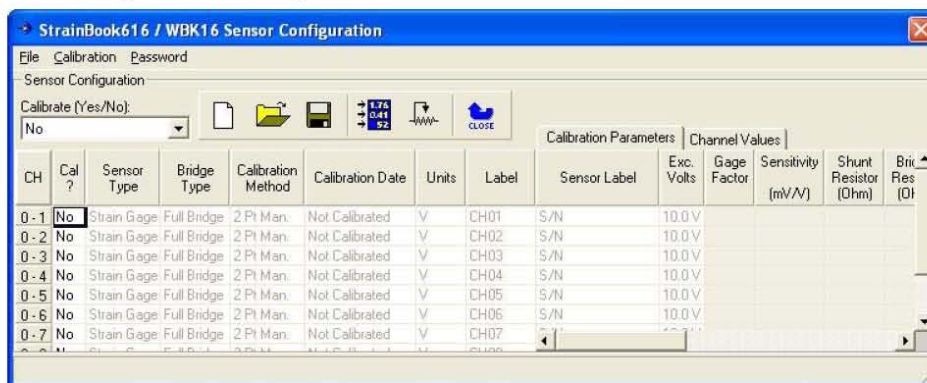 StrainBook616 / WBK16 Sensor Configuration
File Calibration Password
Sensor Configuration
Calibrate (Yes/No):
No
1.76
0.41
52
CLOSE
Calibration Parameters Channel Values
CH Cal ? Sensor Type Bridge Type Calibration Method Calibration Date Units Label Sensor Label Exc. Volts Gage Factor Sensitivity (mV/V) Shunt Resistor (Ohm)
0 - 1 No Strain Gage Full Bridge 2 Pt Man. Not Calibrated V CH01 S/N 10.0 V
0 - 2 No Strain Gage Full Bridge 2 Pt Man. Not Calibrated V CH02 S/N 10.0 V
0 - 3 No Strain Gage Full Bridge 2 Pt Man. Not Calibrated V CH03 S/N 10.0 V
0 - 4 No Strain Gage Full Bridge 2 Pt Man. Not Calibrated V CH04 S/N 10.0 V
0 - 5 No Strain Gage Full Bridge 2 Pt Man. Not Calibrated V CH05 S/N 10.0 V
0 - 6 No Strain Gage Full Bridge 2 Pt Man. Not Calibrated V CH06 S/N 10.0 V
0 - 7 No Strain Gage Full Bridge 2 Pt Man. Not Calibrated V CH07